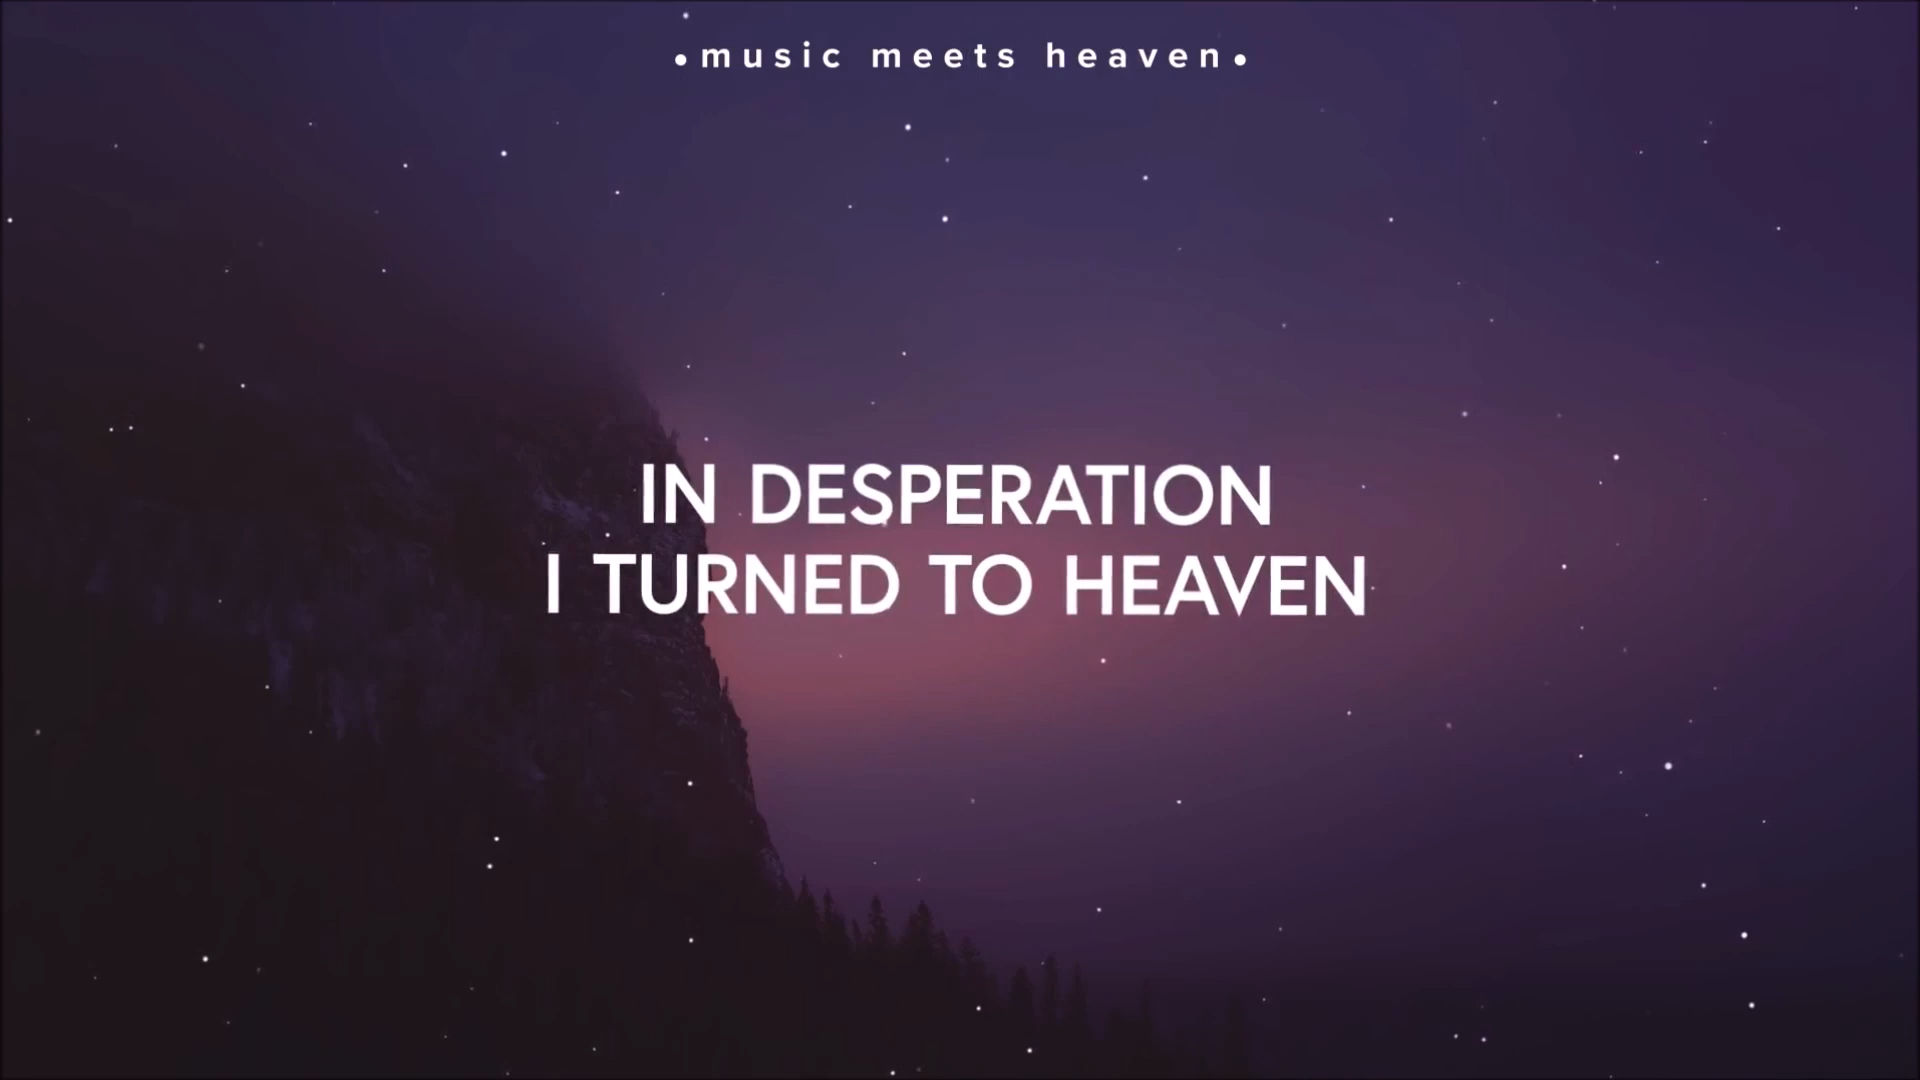 •music meets heaven•
IN DESPERATION
I TURNED TO HEAVEN